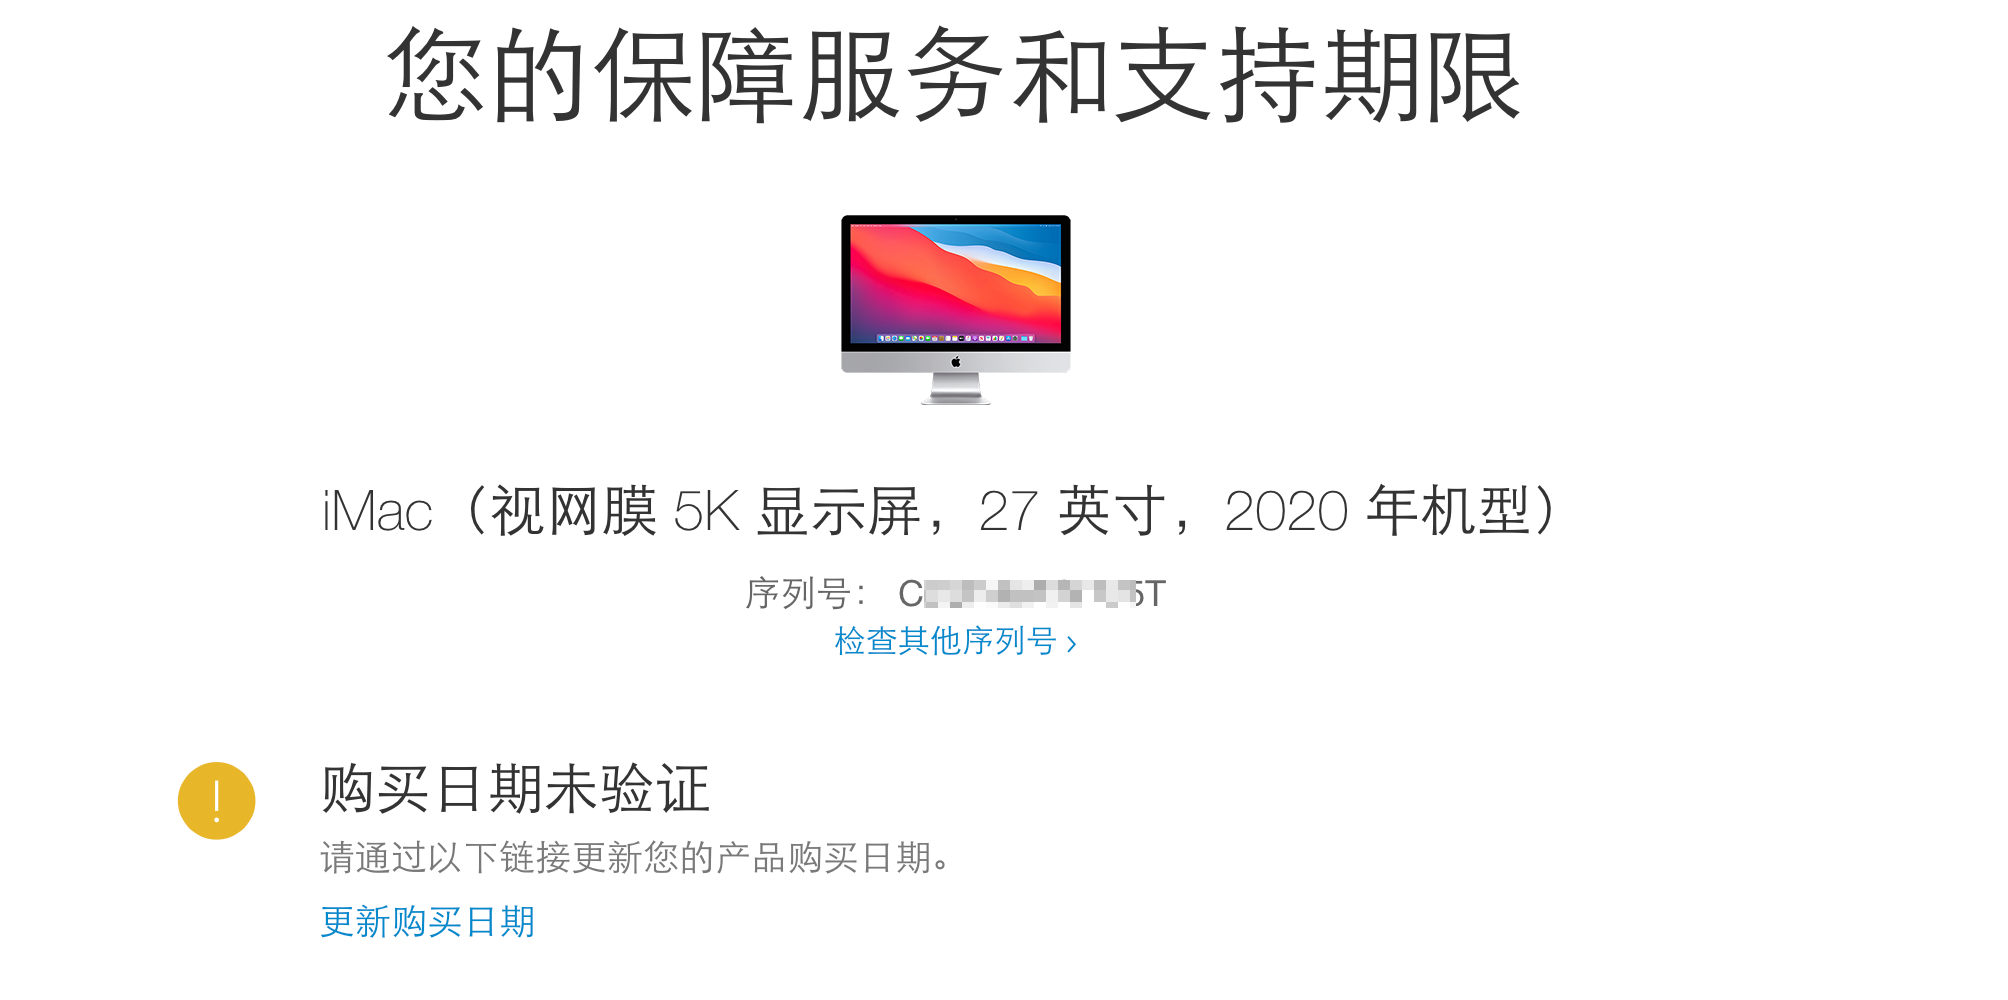 您的保障服务和支持期限
iMac（视网膜 5K 显示屏，27 英寸，2020 年机型）
序列号： C 5T
检查其他序列号 ›
购买日期未验证
请通过以下链接更新您的产品购买日期。
更新购买日期